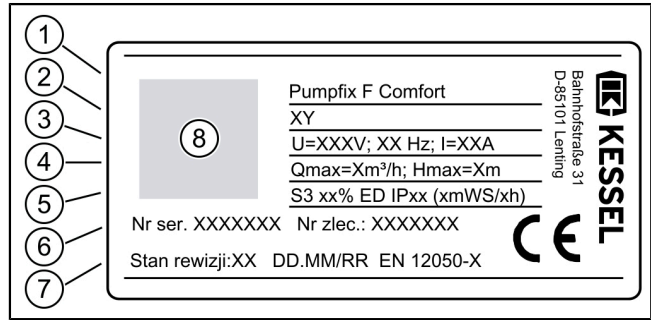 1
2
3
4
5
6
7
8
Pumpfix F Comfort
XY
U=XXXV; XX Hz; I=XXA
Qmax=Xm³/h; Hmax=Xm
S3 xx% ED IPxx (xmWS/xh)
Nr ser. XXXXXXX Nr zlec.: XXXXXXX
Stan rewizji:XX DD.MM/RR EN 12050-X
Bahnhofstraße 31
D-85101 Lenting
KESSEL
CE